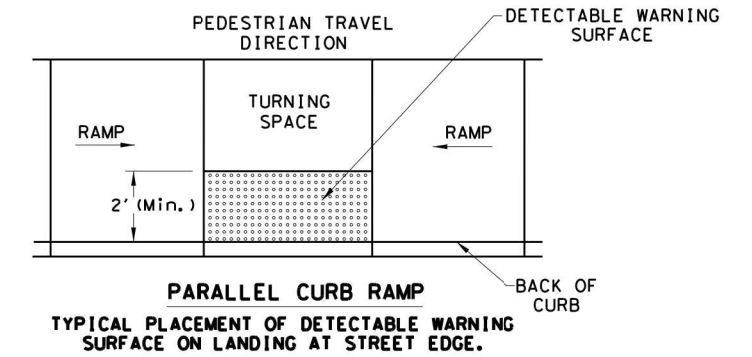 PEDESTRIAN TRAVEL
DIRECTION
DETECTABLE WARNING
SURFACE
TURNING
SPACE
RAMP
RAMP
2' (Min.)
BACK OF
CURB
PARALLEL CURB RAMP
TYPICAL PLACEMENT OF DETECTABLE WARNING
SURFACE ON LANDING AT STREET EDGE.